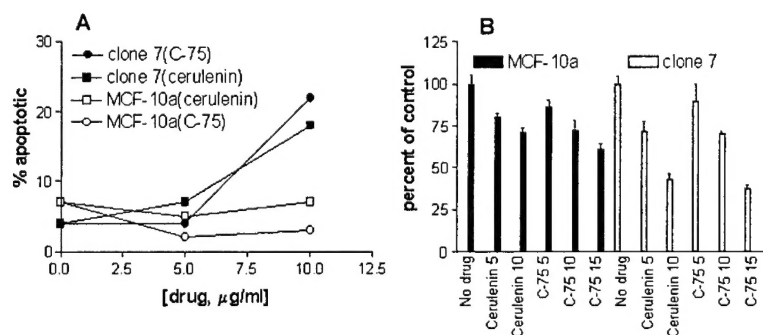 A
30
20
10
0
% apoptotic
clone 7(C-75)
clone 7(cerulenin)
MCF-10a(cerulenin)
MCF-10a(C-75)
0.0 2.5 5.0 7.5 10.0 12.5
[drug, μg/ml]
B
125
100
75
50
25
0
percent of control
MCF-10a clone 7
No drug
Cerulenin 5
Cerulenin 10
C-75 5
C-75 10
C-75 15
No drug
Cerulenin 5
Cerulenin 10
C-75 5
C-75 10
C-75 15